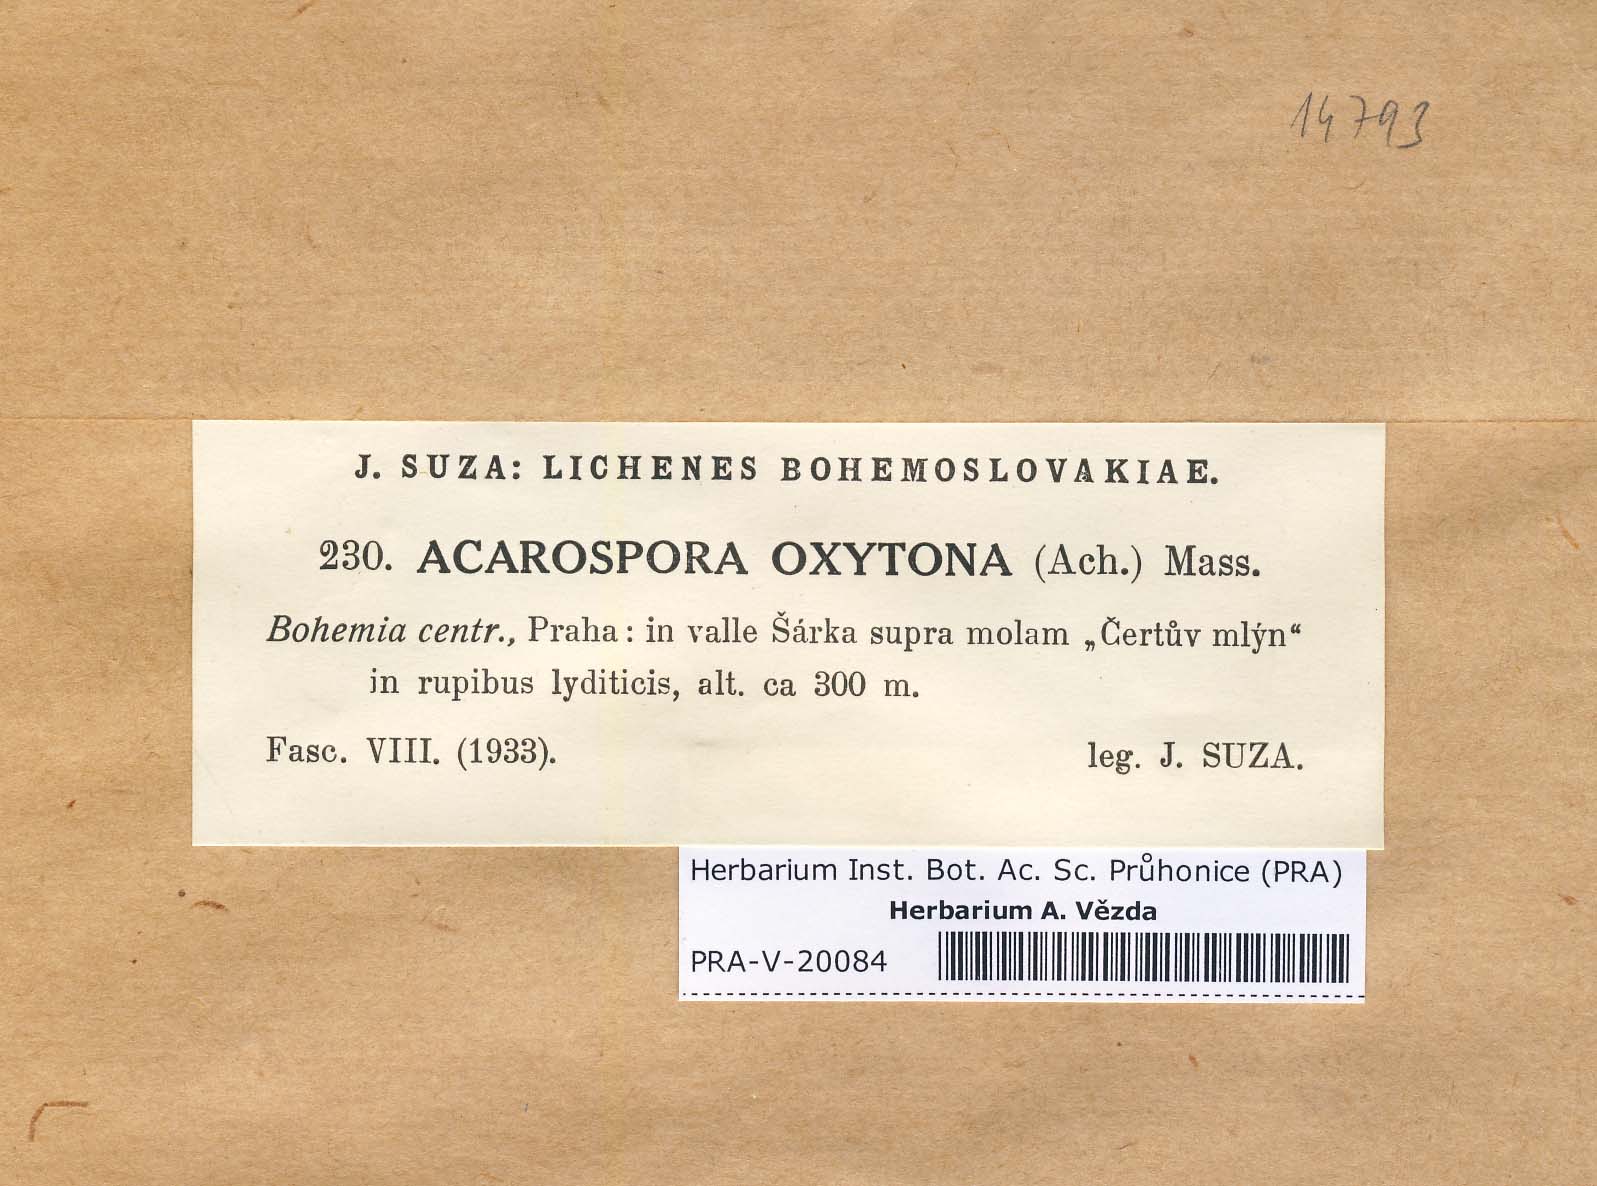 14793
J. SUZA: LICHENES BOHEMOSLOVAKIAE.
230. ACAROSPORA OXYTONA (Ach.) Mass.
Bohemia centr., Praha: in valle Šárka supra molam „Čertův mlýn“
in rupibus lyditicis, alt. ca 300 m.
Fasc. VIII. (1933). leg. J. SUZA.
Herbarium Inst. Bot. Ac. Sc. Průhonice (PRA)
Herbarium A. Vězda
PRA-V-20084